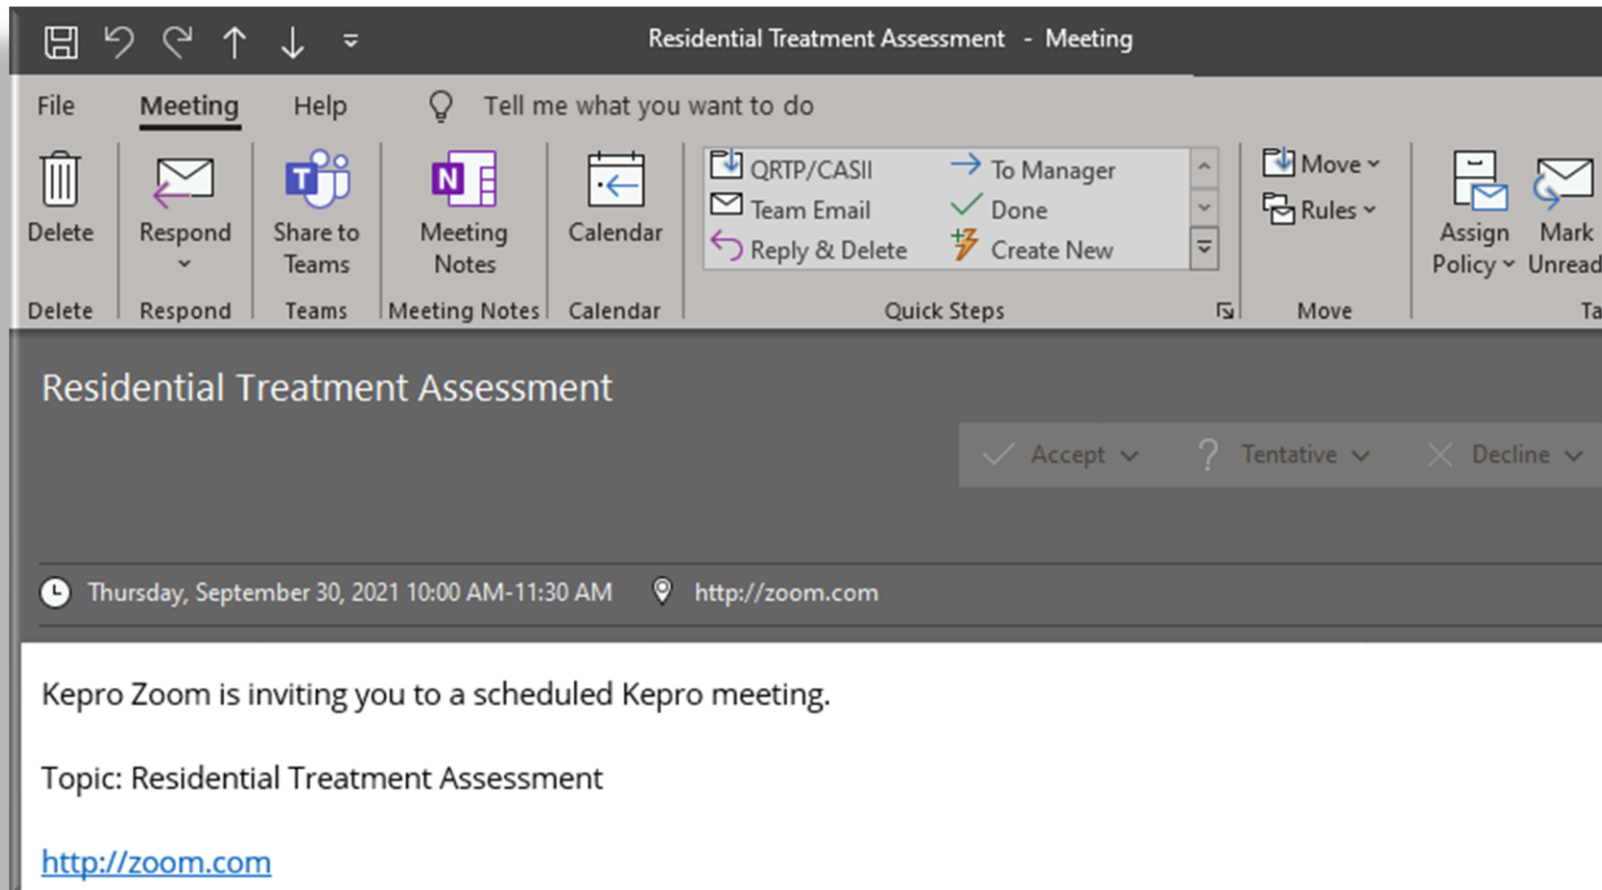 Residential Treatment Assessment - Meeting
File Meeting Help Tell me what you want to do
Delete
Respond
Share to
Teams
Meeting
Notes
Calendar
QRTP/CASII
Team Email
Reply & Delete
To Manager
Done
Create New
Move
Rules
Assign
Policy
Mark
Unread
Delete Respond Teams Meeting Notes Calendar Quick Steps Move Ta
Residential Treatment Assessment
Accept Tentative Decline
Thursday, September 30, 2021 10:00 AM-11:30 AM http://zoom.com
Kepro Zoom is inviting you to a scheduled Kepro meeting.
Topic: Residential Treatment Assessment
http://zoom.com